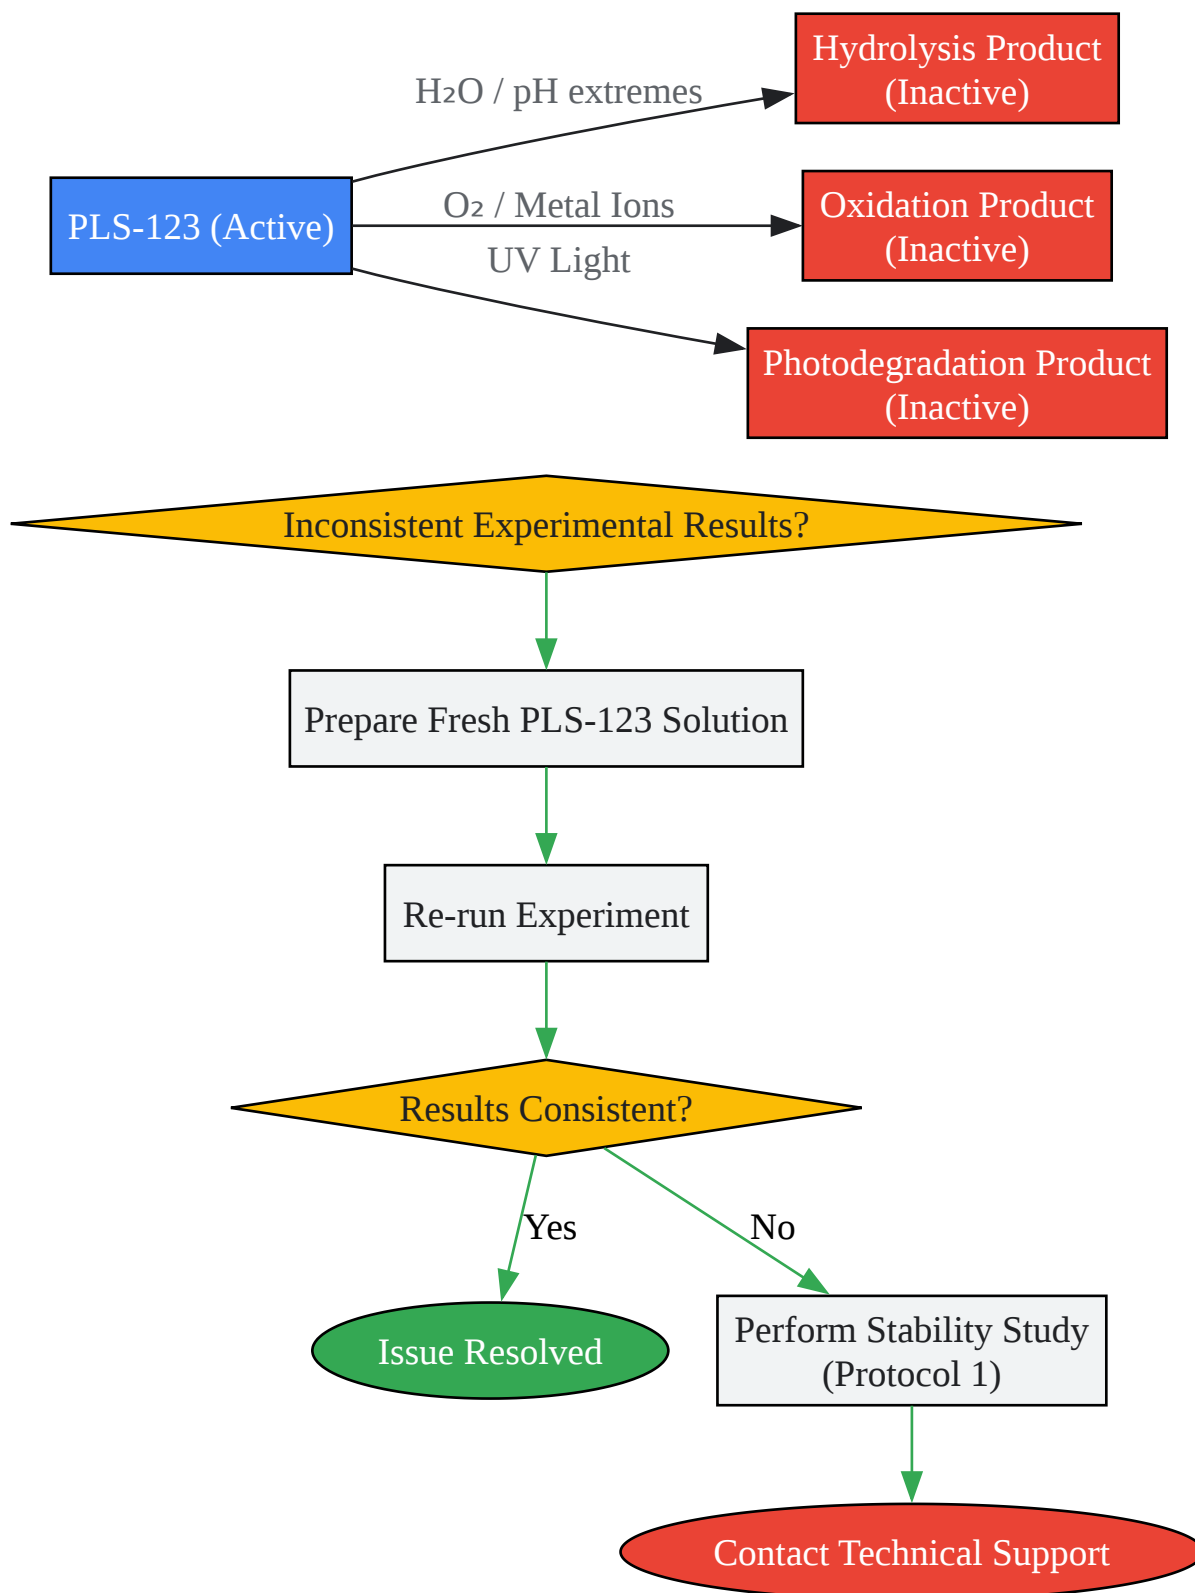 Hydrolysis Product
(Inactive)
H₂O / pH extremes
PLS-123 (Active)
O₂ / Metal Ions
Oxidation Product
(Inactive)
UV Light
Photodegradation Product
(Inactive)
Inconsistent Experimental Results?
Prepare Fresh PLS-123 Solution
Re-run Experiment
Results Consistent?
Yes
No
Issue Resolved
Perform Stability Study
(Protocol 1)
Contact Technical Support